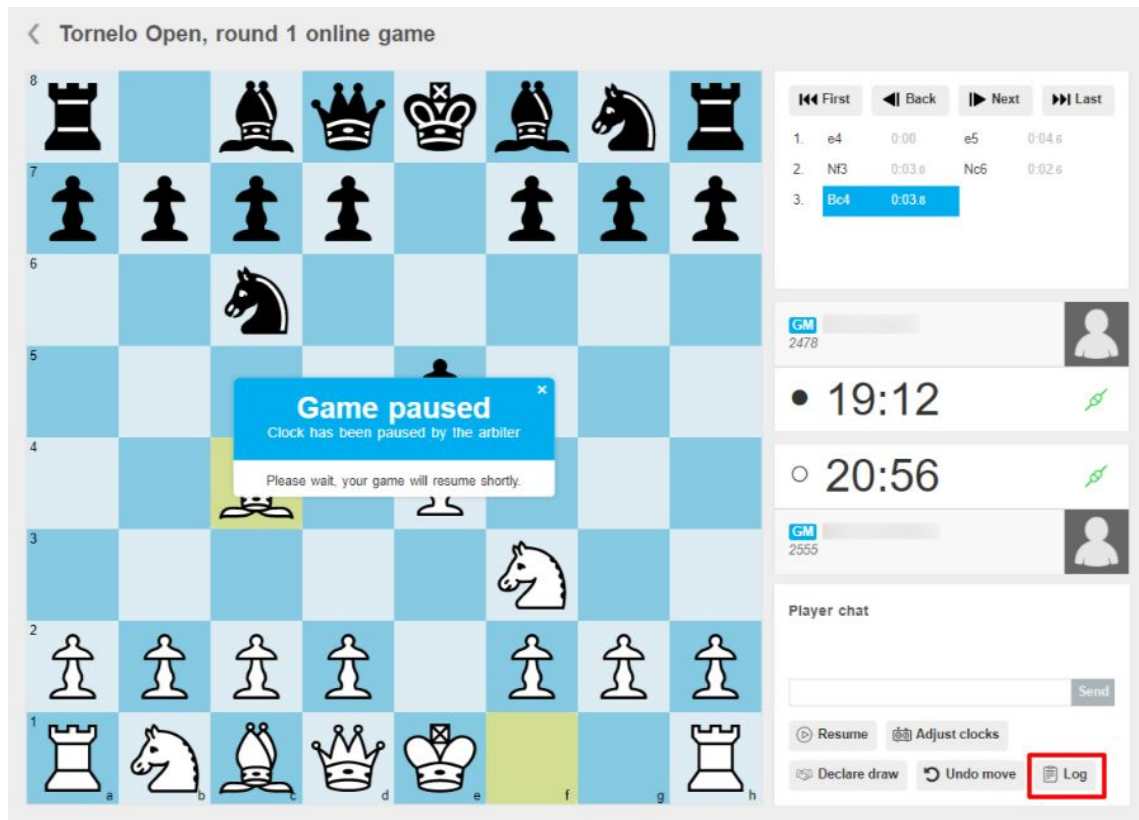 Tornelo Open, round 1 online game
8
7
6
5
4
3
2
1
a b c d e f g h
Game paused ×
Clock has been paused by the arbiter
Please wait, your game will resume shortly.
First Back Next Last
1. e4 0:00 e5 0:04.6
2. Nf3 0:03.0 Nc6 0:02.6
3. Bc4 0:03.8
GM
2478
19:12
20:56
GM
2555
Player chat
Send
Resume Adjust clocks
Declare draw Undo move Log